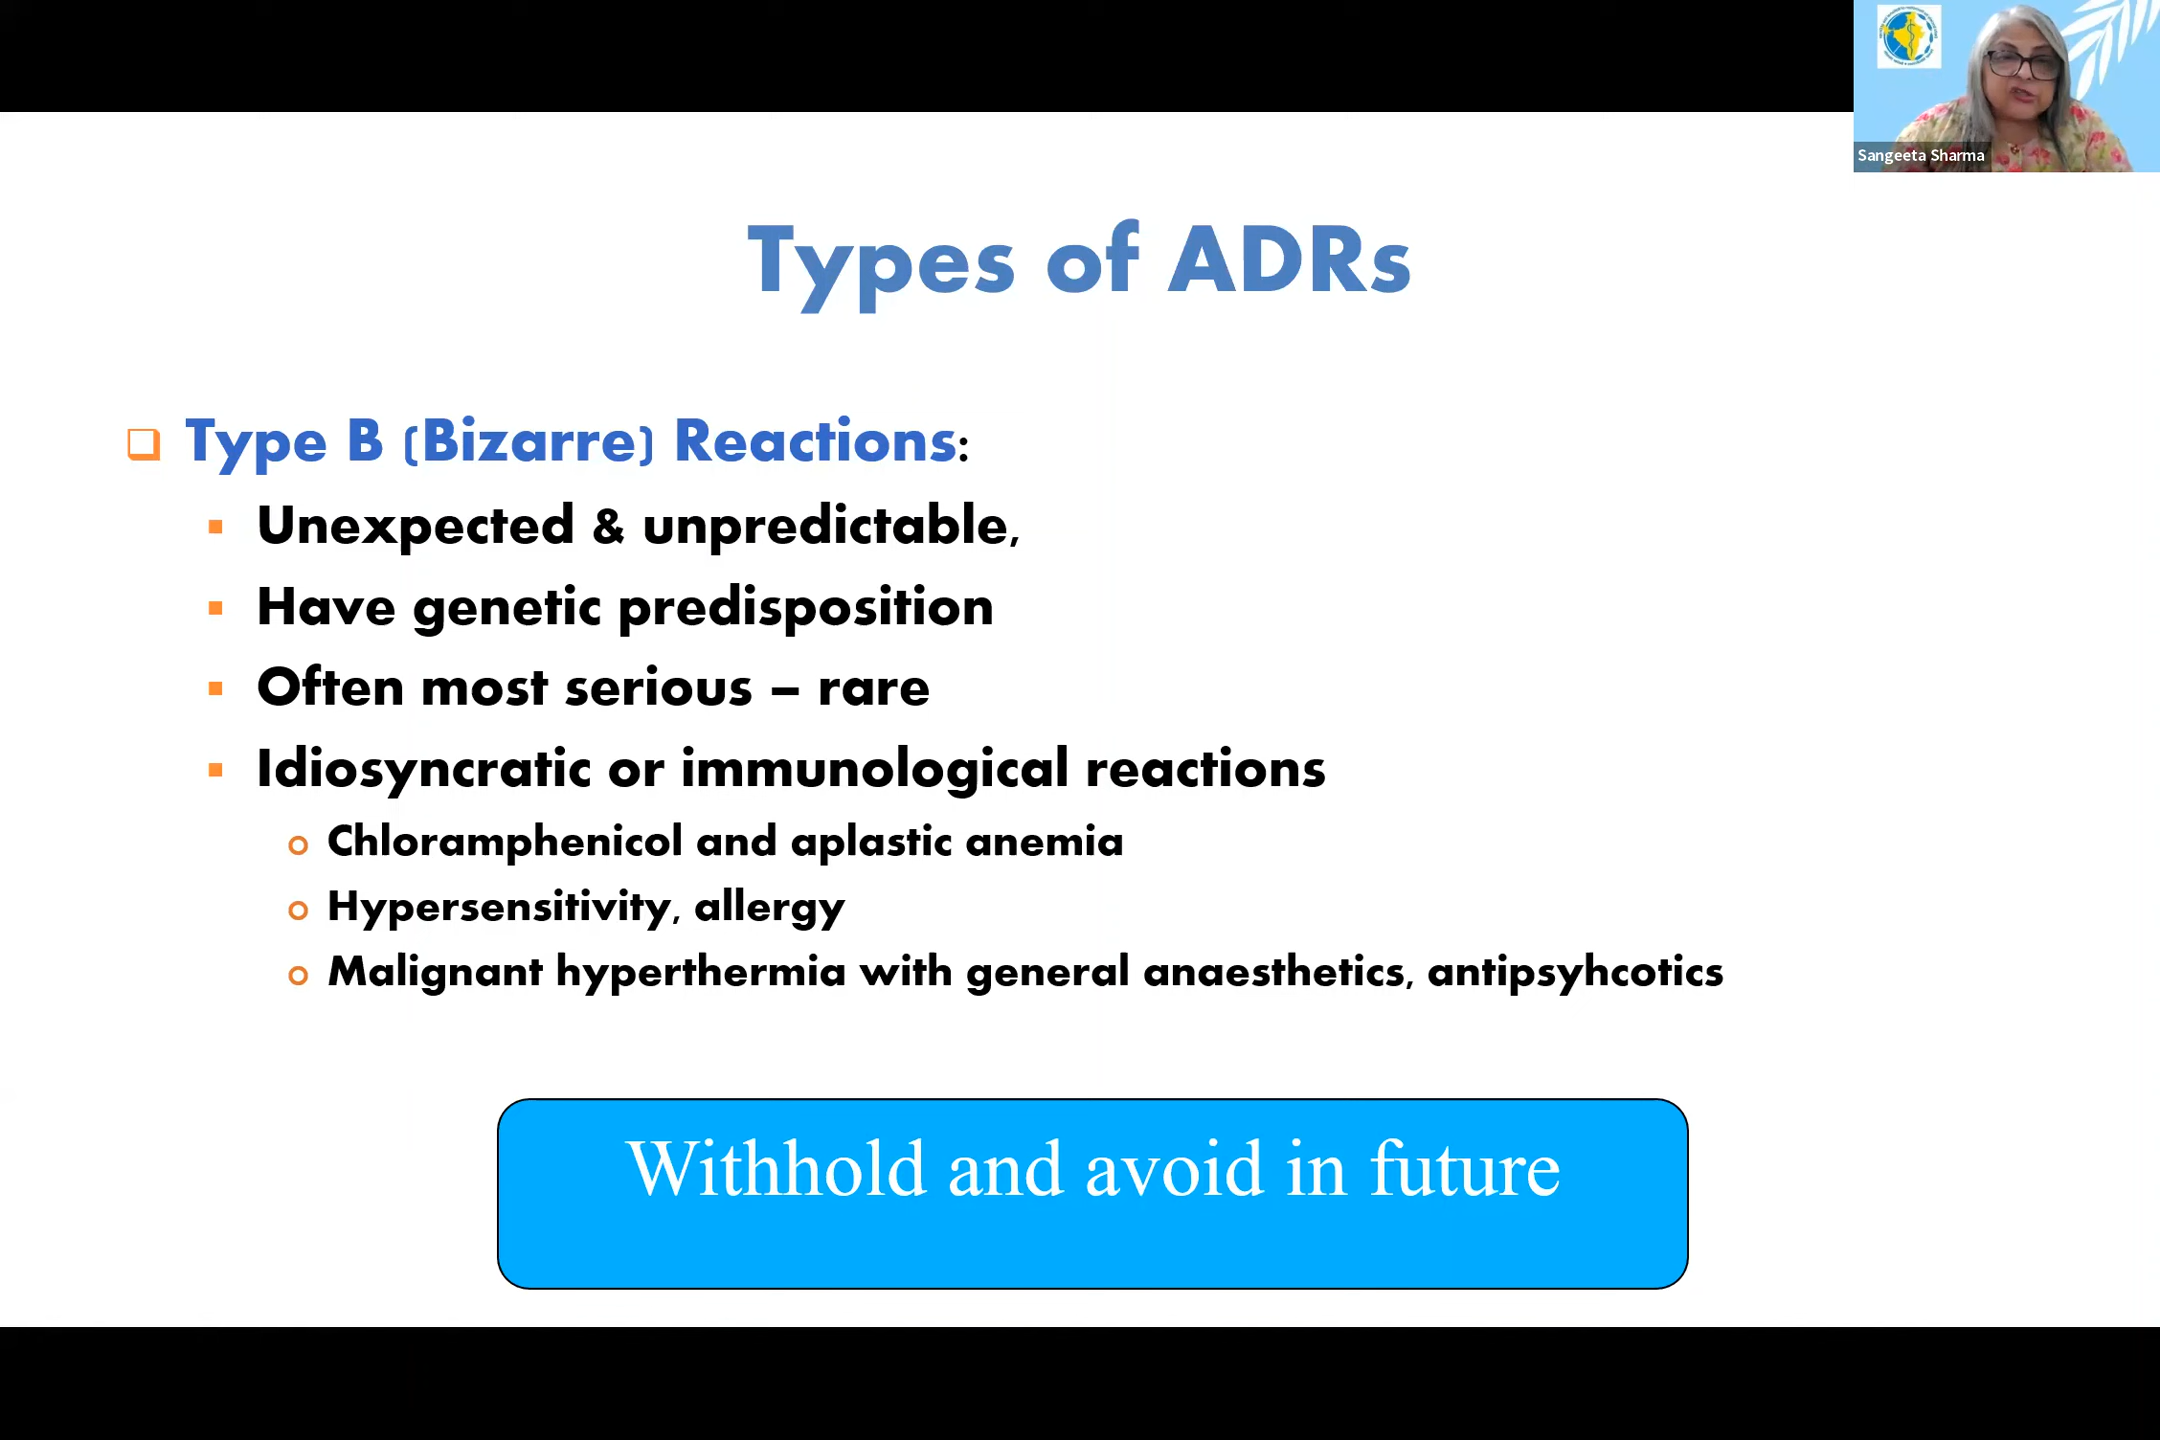 Sangeeta Sharma
Types of ADRs
Type B (Bizarre) Reactions:
Unexpected & unpredictable,
Have genetic predisposition
Often most serious – rare
Idiosyncratic or immunological reactions
Chloramphenicol and aplastic anemia
Hypersensitivity, allergy
Malignant hyperthermia with general anaesthetics, antipsyhcotics
Withhold and avoid in future